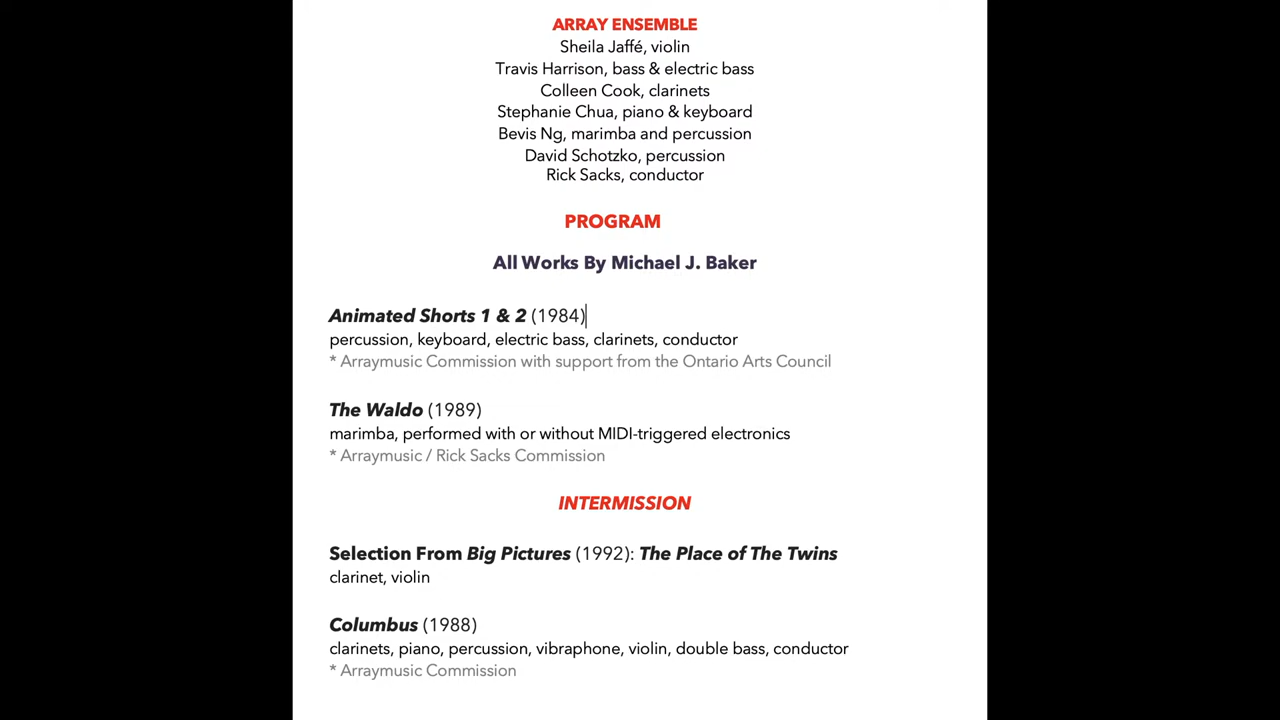 ARRAY ENSEMBLE
Sheila Jaffé, violin
Travis Harrison, bass & electric bass
Colleen Cook, clarinets
Stephanie Chua, piano & keyboard
Bevis Ng, marimba and percussion
David Schotzko, percussion
Rick Sacks, conductor
PROGRAM
All Works By Michael J. Baker
Animated Shorts 1 & 2 (1984)
percussion, keyboard, electric bass, clarinets, conductor
* Arraymusic Commission with support from the Ontario Arts Council
The Waldo (1989)
marimba, performed with or without MIDI-triggered electronics
* Arraymusic / Rick Sacks Commission
INTERMISSION
Selection From Big Pictures (1992): The Place of The Twins
clarinet, violin
Columbus (1988)
clarinets, piano, percussion, vibraphone, violin, double bass, conductor
* Arraymusic Commission